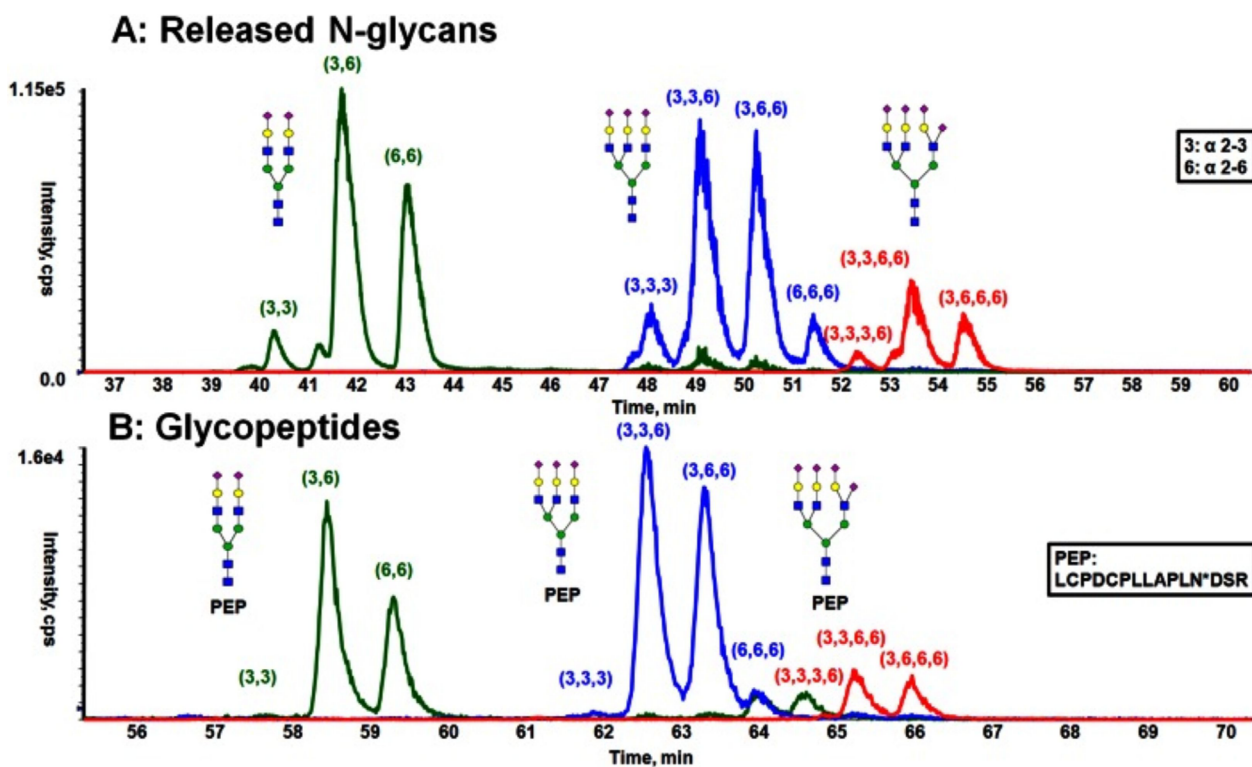 A: Released N-glycans
1.15e5
Intensity, cps
0.0
(3,3)
(3,6)
(6,6)
(3,3,3)
(3,3,6)
(3,6,6)
(6,6,6)
(3,3,3,6)
(3,3,6,6)
(3,6,6,6)
3: α 2-3
6: α 2-6
37 38 39 40 41 42 43 44 45 46 47 48 49 50 51 52 53 54 55 56 57 58 59 60
Time, min
B: Glycopeptides
1.6e4
Intensity, cps
(3,3)
(3,6)
(6,6)
(3,3,3)
(3,3,6)
(3,6,6)
(6,6,6)
(3,3,3,6)
(3,3,6,6)
(3,6,6,6)
PEP
PEP
PEP
PEP:
LCPDCPLLAPLN*DSR
56 57 58 59 60 61 62 63 64 65 66 67 68 69 70
Time, min